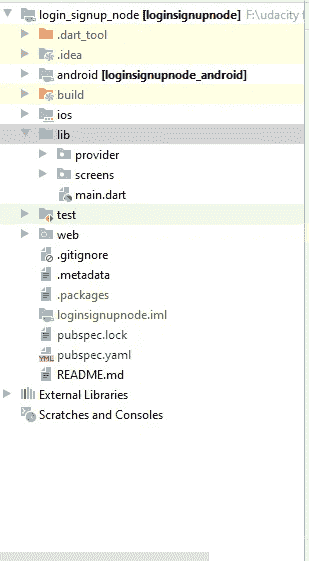 login_signup_node [loginsignupnode] F:\udacity f
.dart_tool
.idea
android [loginsignupnode_android]
build
ios
lib
provider
screens
main.dart
test
web
.gitignore
.metadata
.packages
loginsignupnode.iml
pubspec.lock
YML pubspec.yaml
README.md
External Libraries
Scratches and Consoles